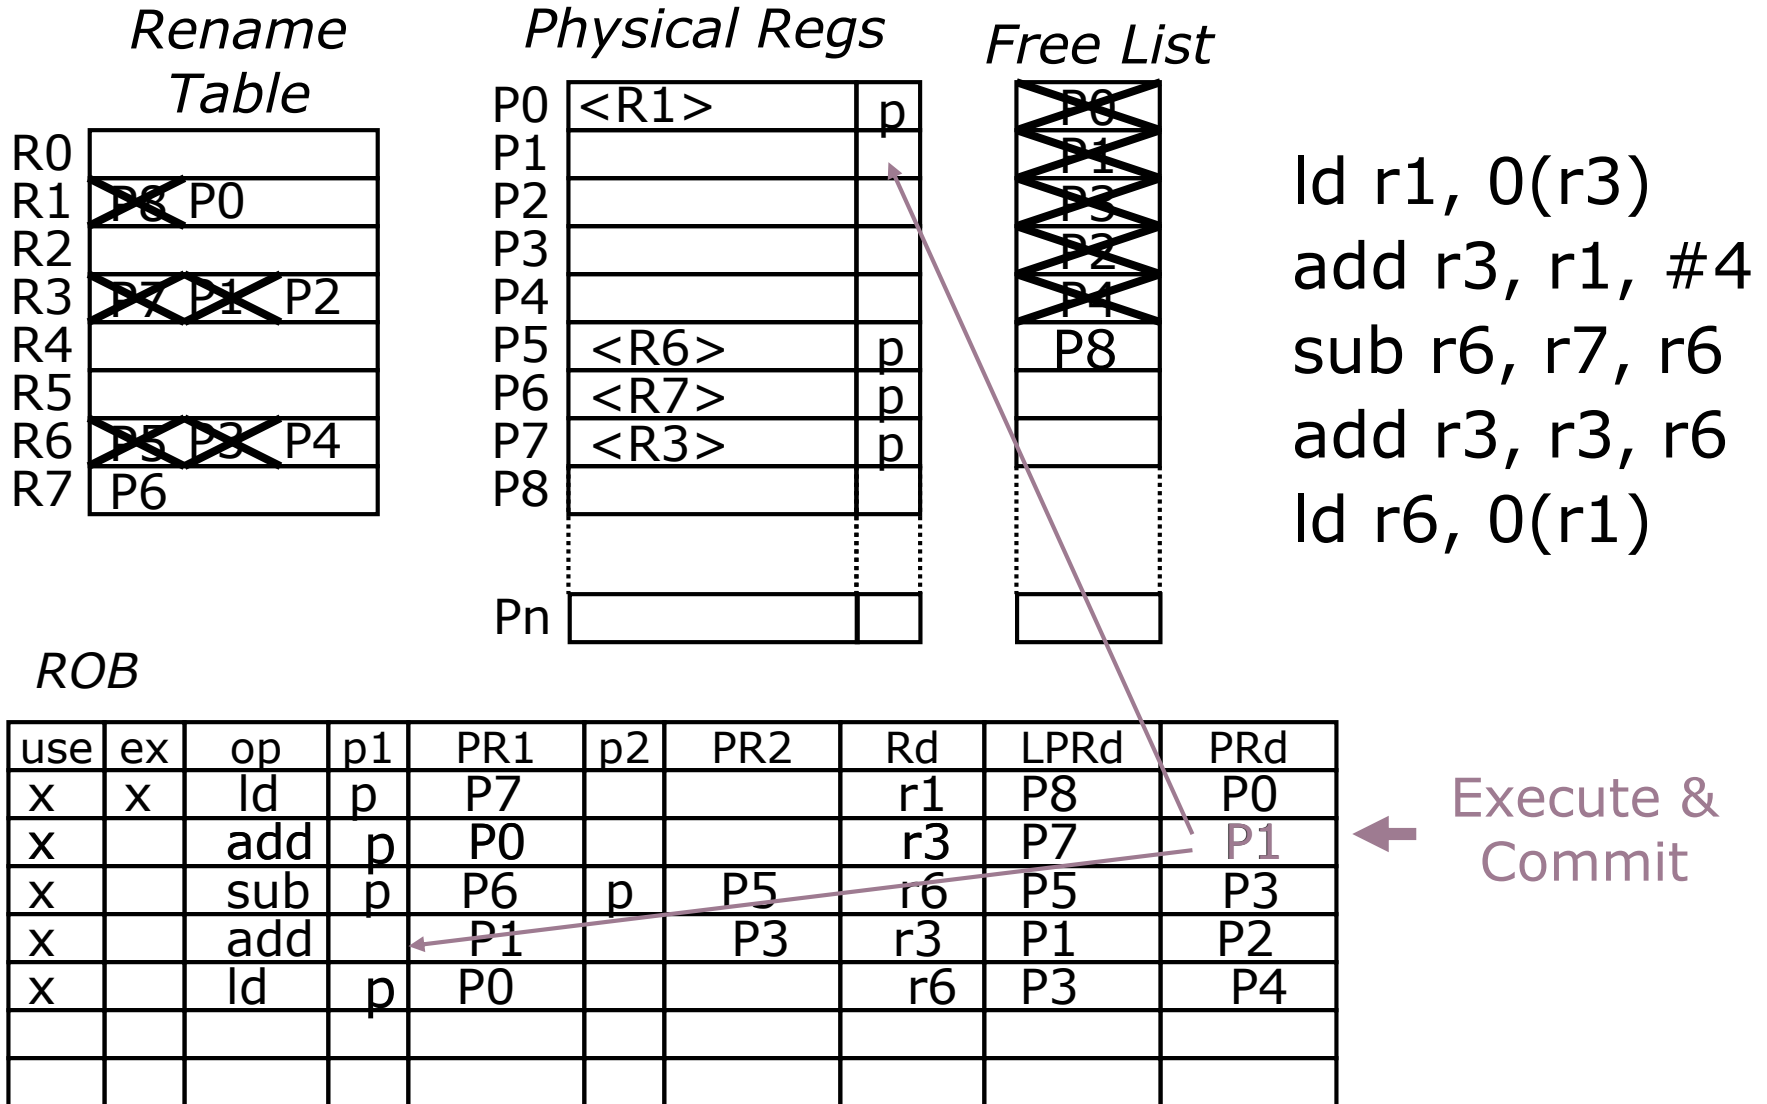 Rename
Table
R0
R1 P8 P0
R2
R3 P7 P1 P2
R4
R5
R6 P5 P3 P4
R7 P6
Physical Regs
P0 <R1> p
P1
P2
P3
P4
P5 <R6> p
P6 <R7> p
P7 <R3> p
P8
Pn
Free List
P0
P1
P3
P2
P4
P8
ld r1, 0(r3)
add r3, r1, #4
sub r6, r7, r6
add r3, r3, r6
ld r6, 0(r1)
ROB
use ex op p1 PR1 p2 PR2 Rd LPRd PRd
x x ld p P7 r1 P8 P0
x add p P0 r3 P7 P1
x sub p P6 p P5 r6 P5 P3
x add P1 P3 r3 P1 P2
x ld p P0 r6 P3 P4
Execute &
Commit